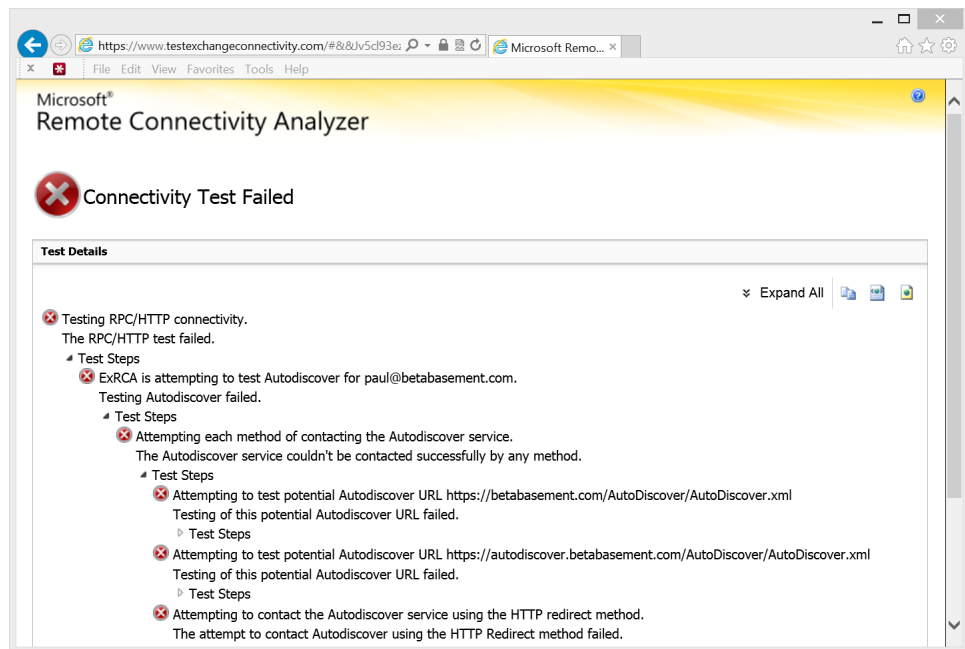 https://www.testexchangeconnectivity.com/#&&
Microsoft Remo...
x
File Edit View Favorites Tools Help
Microsoft®
Remote Connectivity Analyzer
Connectivity Test Failed
Test Details
Expand All
Testing RPC/HTTP connectivity.
The RPC/HTTP test failed.
Test Steps
ExRCA is attempting to test Autodiscover for paul@betabasement.com.
Testing Autodiscover failed.
Test Steps
Attempting each method of contacting the Autodiscover service.
The Autodiscover service couldn't be contacted successfully by any method.
Test Steps
Attempting to test potential Autodiscover URL https://betabasement.com/AutoDiscover/AutoDiscover.xml
Testing of this potential Autodiscover URL failed.
Test Steps
Attempting to test potential Autodiscover URL https://autodiscover.betabasement.com/AutoDiscover/AutoDiscover.xml
Testing of this potential Autodiscover URL failed.
Test Steps
Attempting to contact the Autodiscover service using the HTTP redirect method.
The attempt to contact Autodiscover using the HTTP Redirect method failed.